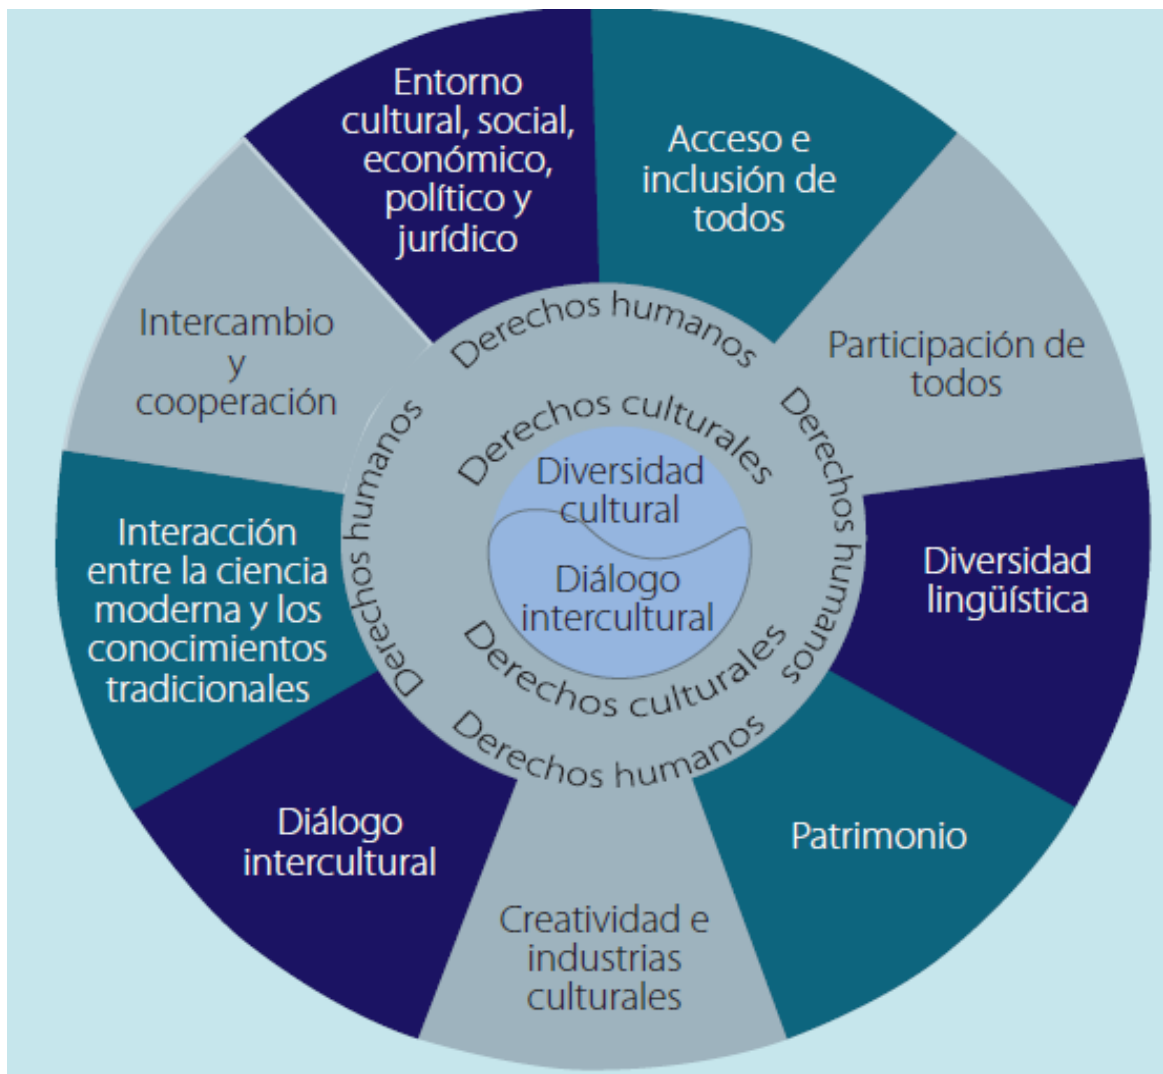 Entorno
cultural, social,
económico,
político y
jurídico
Acceso e
inclusión de
todos
Participación de
todos
Diversidad
lingüística
Patrimonio
Creatividad e
industrias
culturales
Diálogo
intercultural
Interacción
entre la ciencia
moderna y los
conocimientos
tradicionales
Intercambio
y
cooperación
Derechos humanos
Derechos humanos
Derechos humanos
Derechos humanos
Derechos culturales
Diversidad
cultural
Diálogo
intercultural
Derechos culturales